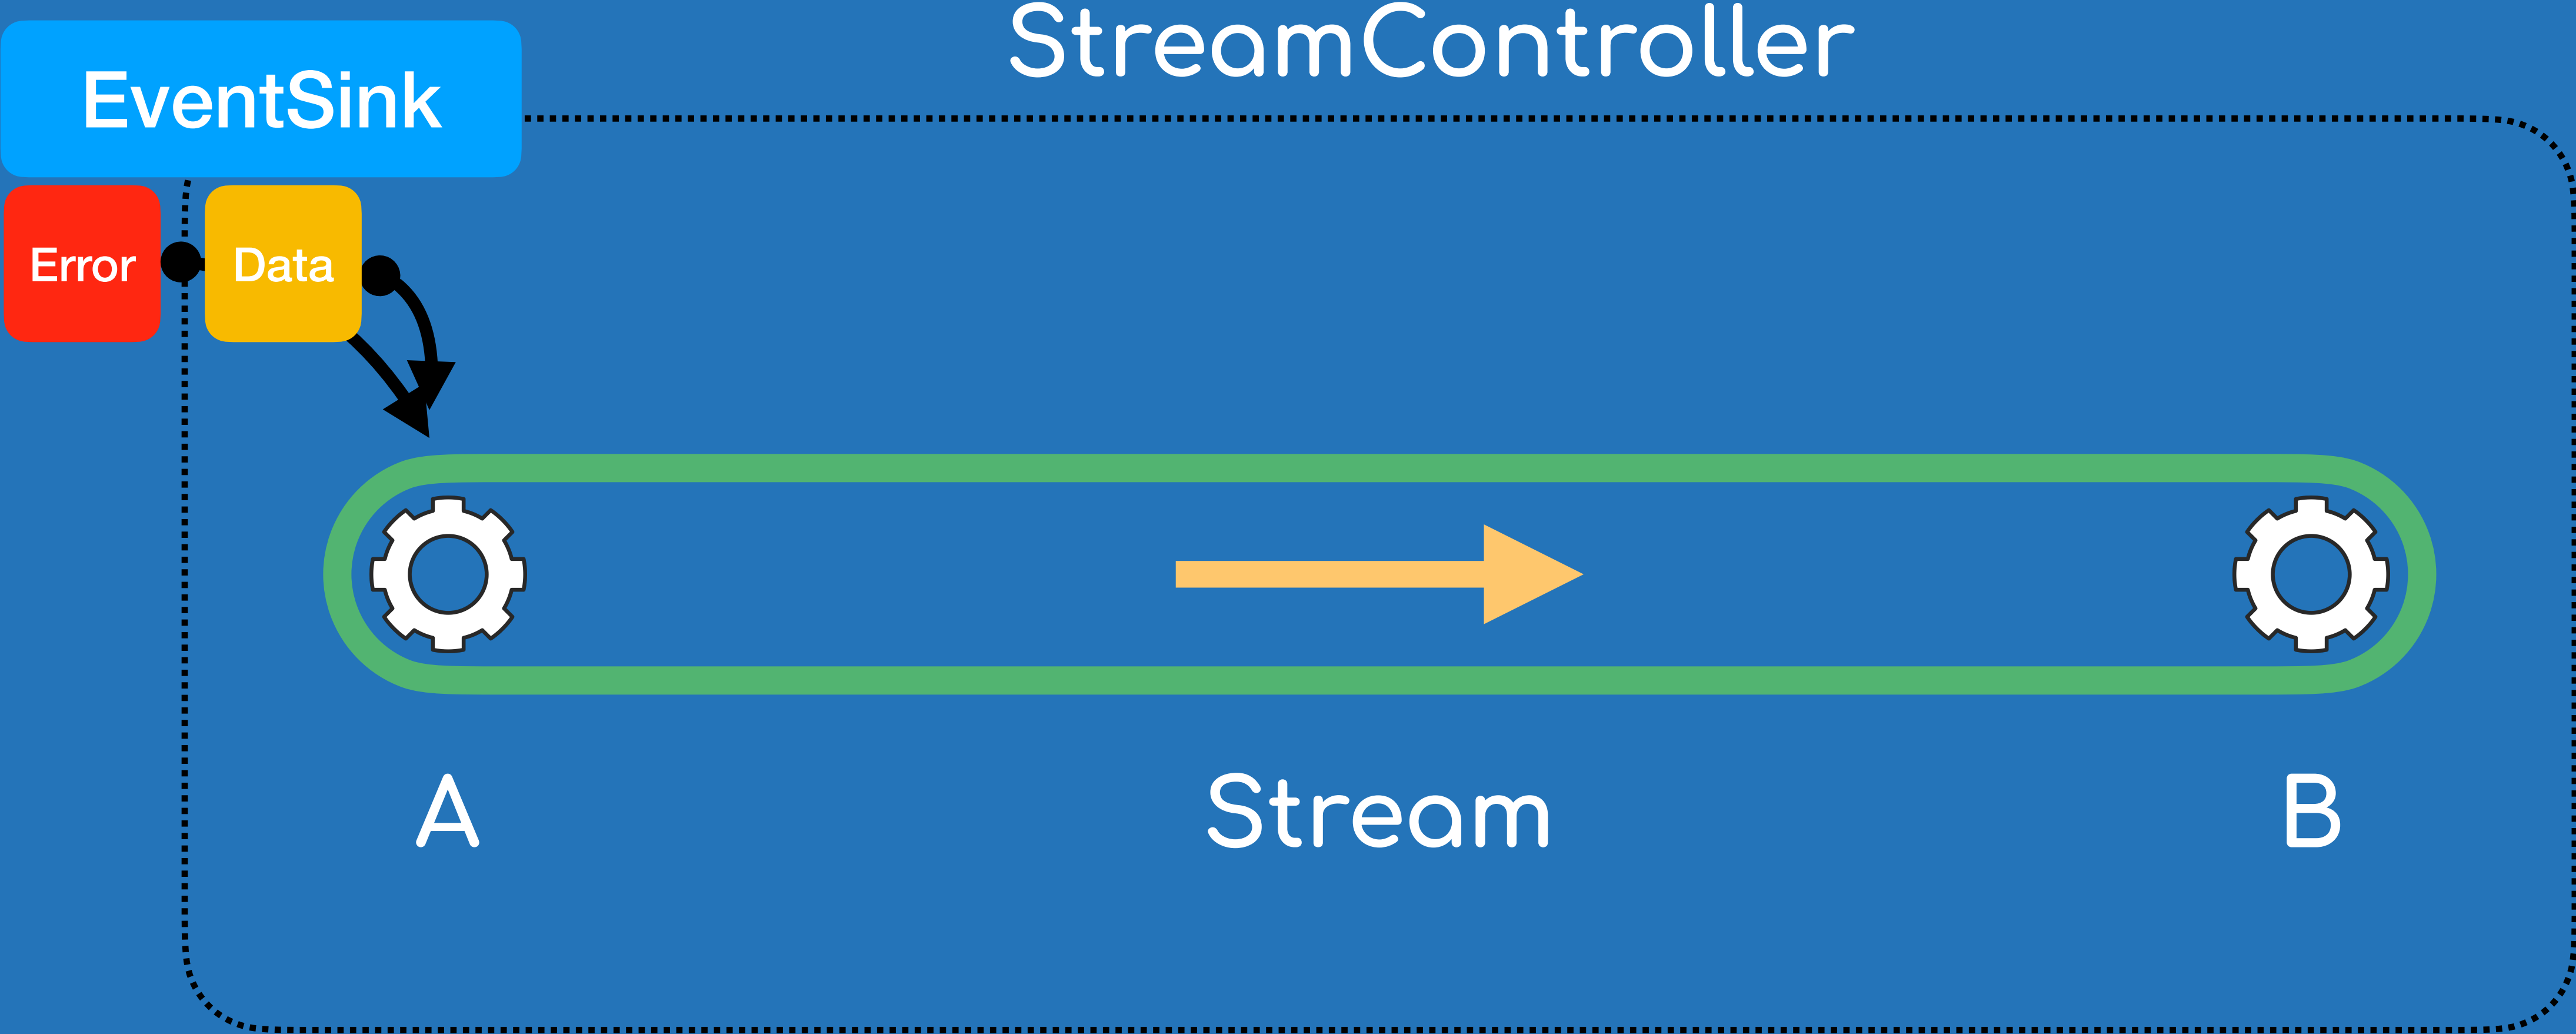 StreamController
EventSink
Error
Data
A
Stream
B